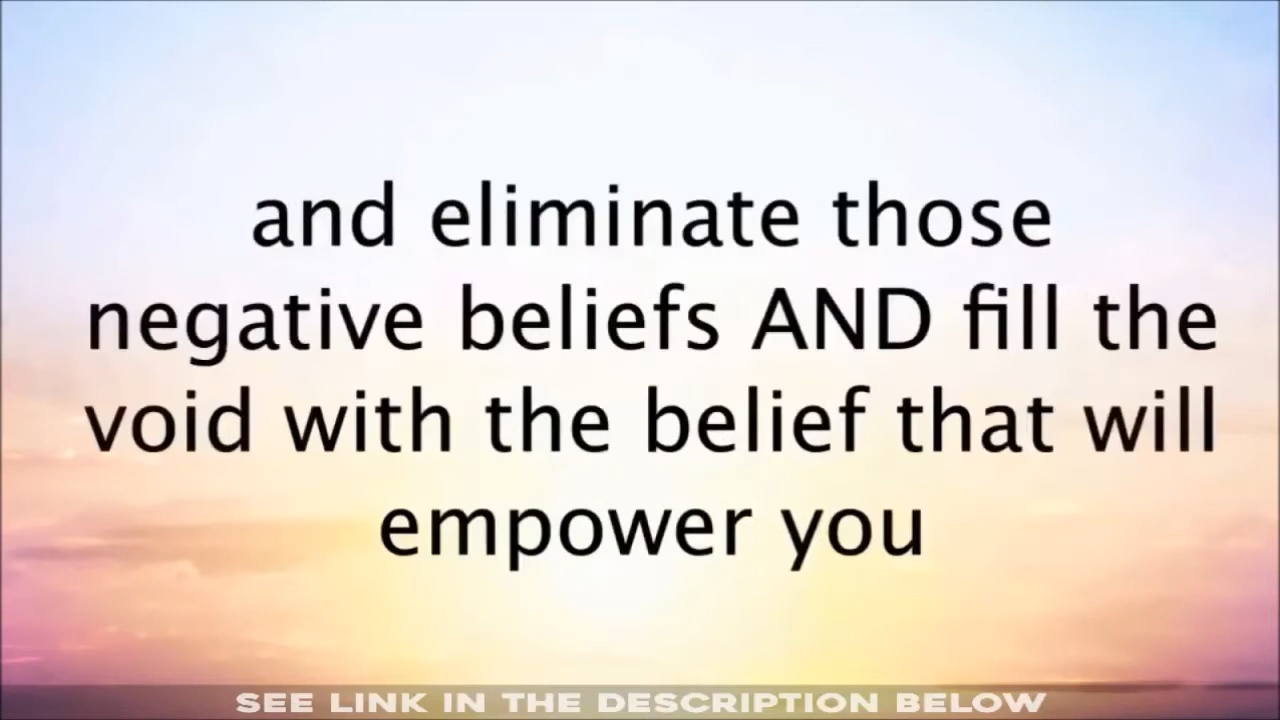 and eliminate those
negative beliefs AND fill the
void with the belief that will
empower you
SEE LINK IN THE DESCRIPTION BELOW